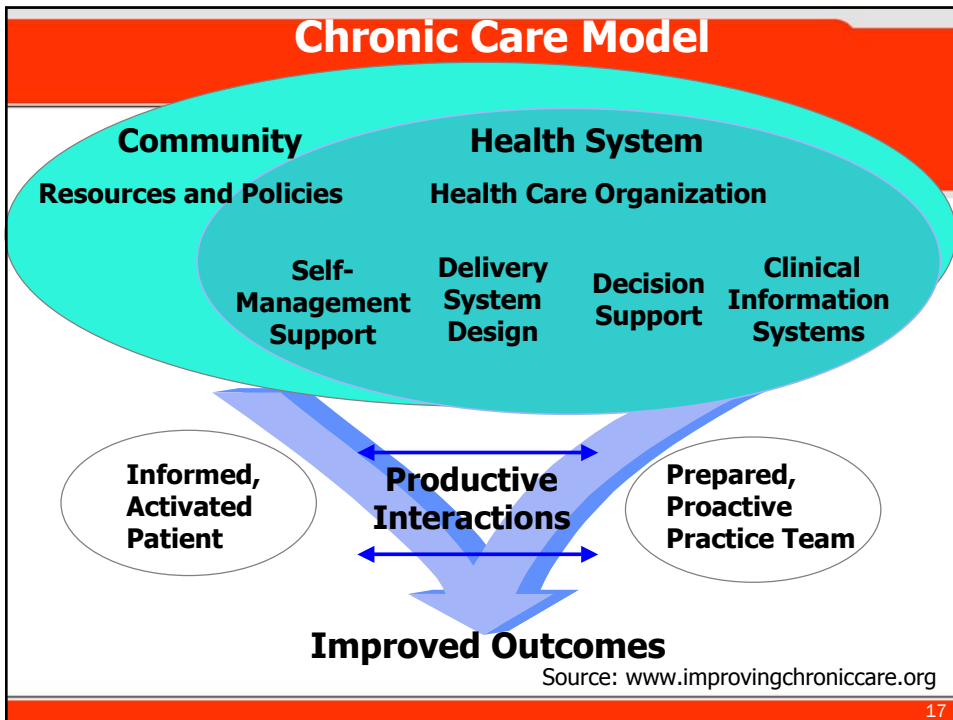 Chronic Care Model
Community
Resources and Policies
Health System
Health Care Organization
Self-
Management
Support
Delivery
System
Design
Decision
Support
Clinical
Information
Systems
Informed,
Activated
Patient
Productive
Interactions
Prepared,
Proactive
Practice Team
Improved Outcomes
Source: www.improvingchroniccare.org
17